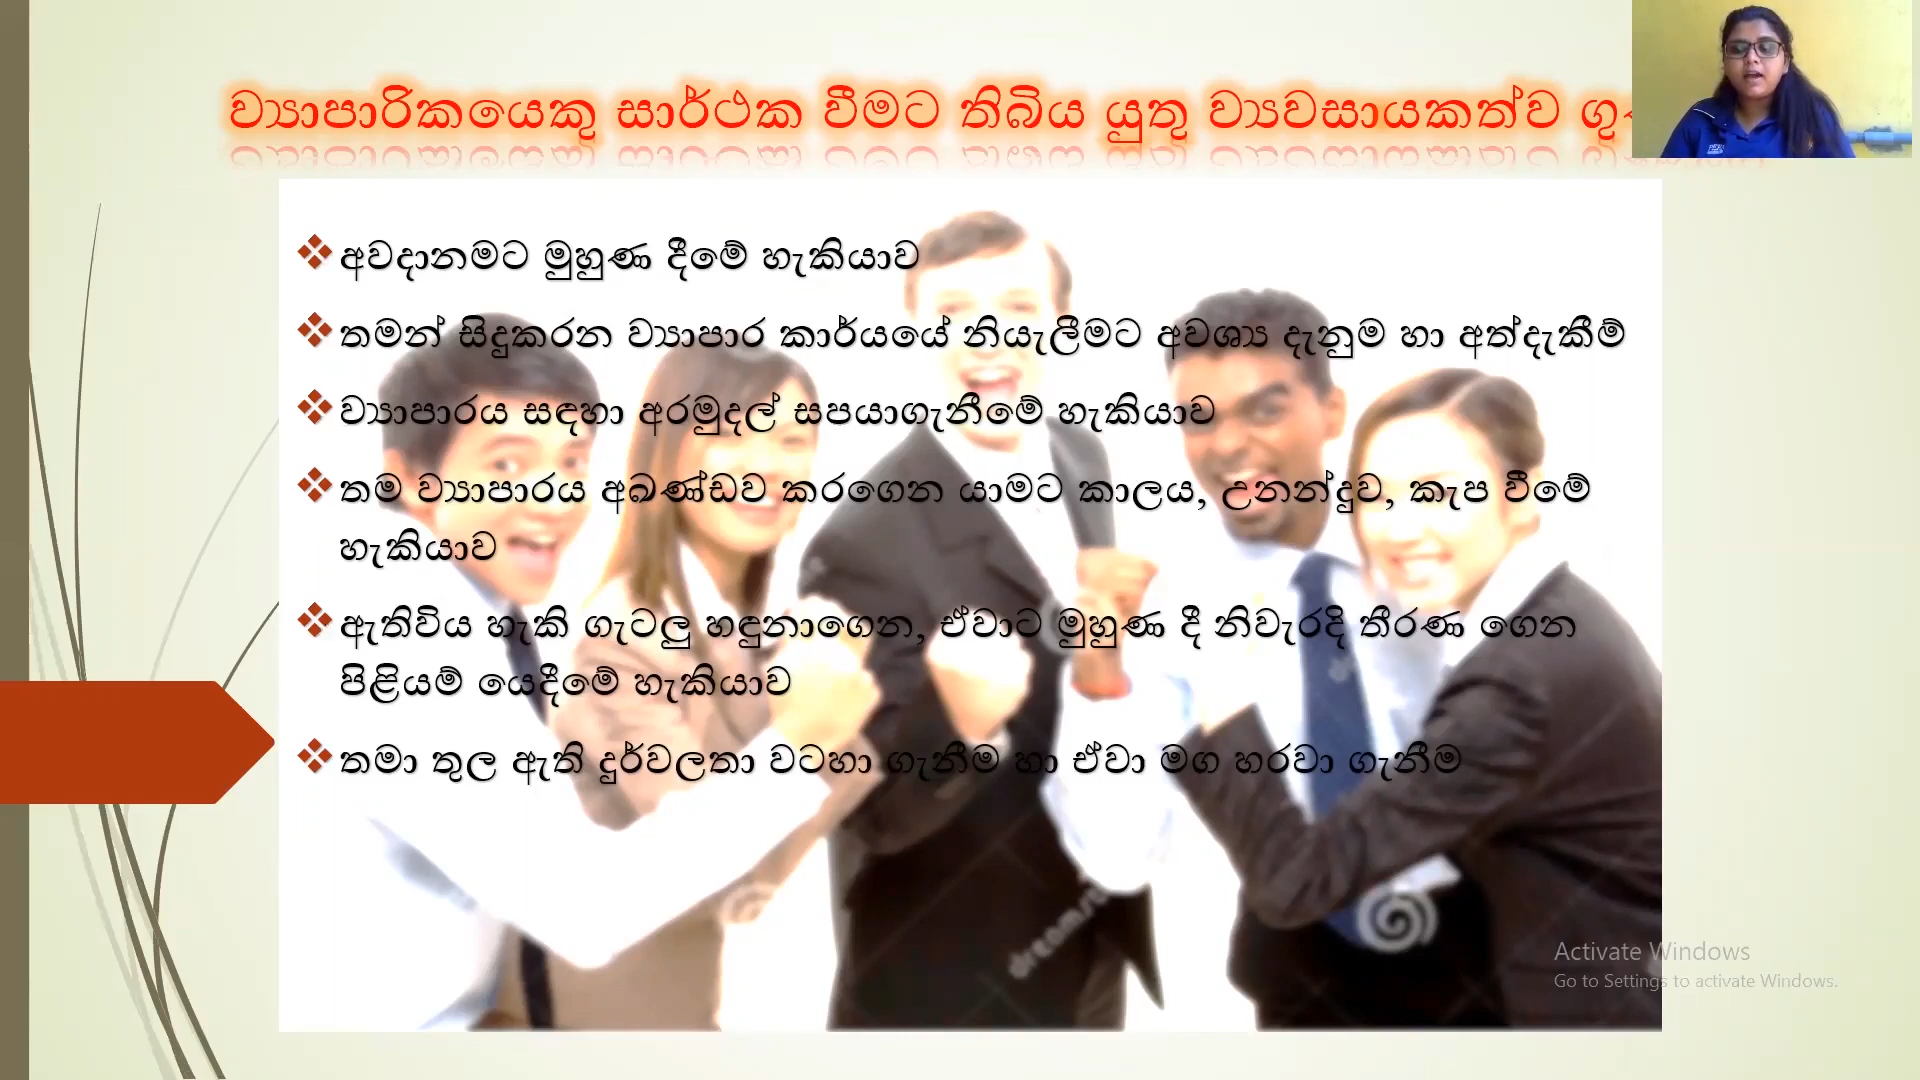 ව්‍යාපාරිකයෙකු සාර්ථක වීමට තිබිය යුතු ව්‍යවසායකත්ව
❖අවදානමට මුහුණ දීමේ හැකියාව
❖තමන් සිදුකරන ව්‍යාපාර කාර්යයේ නියැලීමට අවශ්‍ය දැනුම හා අත්දැකීම්
❖ව්‍යාපාරය සඳහා අරමුදල් සපයාගැනීමේ හැකියාව
❖තම ව්‍යාපාරය අඛණ්ඩව කරගෙන යාමට කාලය, උනන්දුව, කැප වීමේ
හැකියාව
❖ඇතිවිය හැකි ගැටලු හඳුනාගෙන, ඒවාට මුහුණ දී නිවැරදි තීරණ ගෙන
පිළියම් යෙදීමේ හැකියාව
❖තමා තුල ඇති දුර්වලතා වටහා ගැනීම හා ඒවා මග හරවා ගැනීම
Activate Windows
Go to Settings to activate Windows.